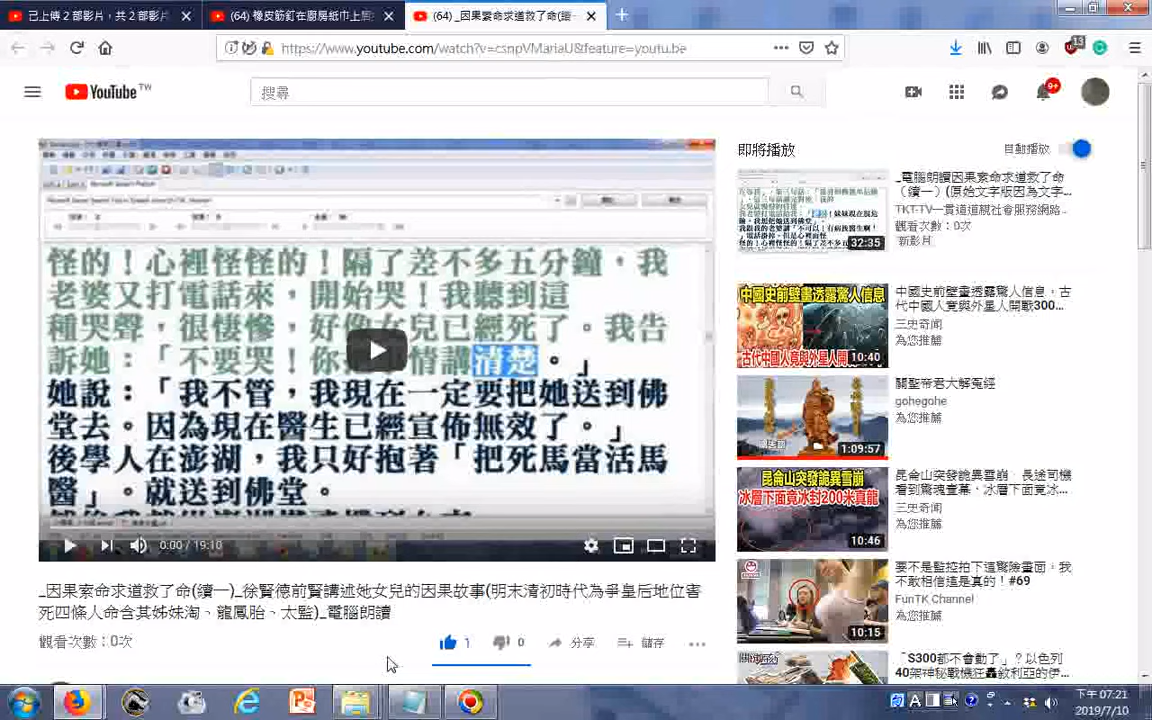 已上傳 2 部影片，共 2 部影片
(64) 橡皮筋釘在廚房紙巾上居
(64) _因果索命求道救了命(續一
https://www.youtube.com/watch?v=csnpVMariaU&feature=youtu.be
13
YouTube TW
搜尋
9+
怪的！心裡怪怪的！隔了差不多五分鐘，我
老婆又打電話來，開始哭！我聽到這
種哭聲，很悽慘，好像女兒已經死了。我告
訴她：「不要哭！你 情講清楚。」
她說：「我不管，我現在一定要把她送到佛
堂去。因為現在醫生已經宣佈無效了。」
後學人在澎湖，我只好抱著「把死馬當活馬
醫」。就送到佛堂。
0:00 / 19:10
_因果索命求道救了命(續一)_徐賢德前賢講述她女兒的因果故事(明末清初時代為爭皇后地位害
死四條人命含其姊妹淘、龍鳳胎、太監)_電腦朗讀
觀看次數：0次
1
0
分享
儲存
即將播放
自動播放
_電腦朗讀因果索命求道救了命
（續一）(原始文字版因為文字...
TKT-TV一貫道道親社會服務網路...
觀看次數：0次
新影片
32:35
中國史前壁畫透露驚人信息，古
代中國人竟與外星人開戰300...
三史奇闻
為您推薦
中國史前壁畫透露驚人信息
古代中國人竟與外星人開戰
10:40
關聖帝君大解冤經
gohegohe
為您推薦
1:09:57
昆侖山突發詭異雪崩，長途司機
看到驚魂畫幕，冰層下面竟冰...
三史奇闻
為您推薦
昆侖山突發詭異雪崩
冰層下面竟冰封200米真龍
10:46
要不是監控拍下這驚險畫面，我
不敢相信這是真的！#69
FunTK Channel
為您推薦
10:15
「S300都不會動了」？以色列
40架神秘戰機狂轟敘利亞的伊...
下午 07:21
2019/7/10